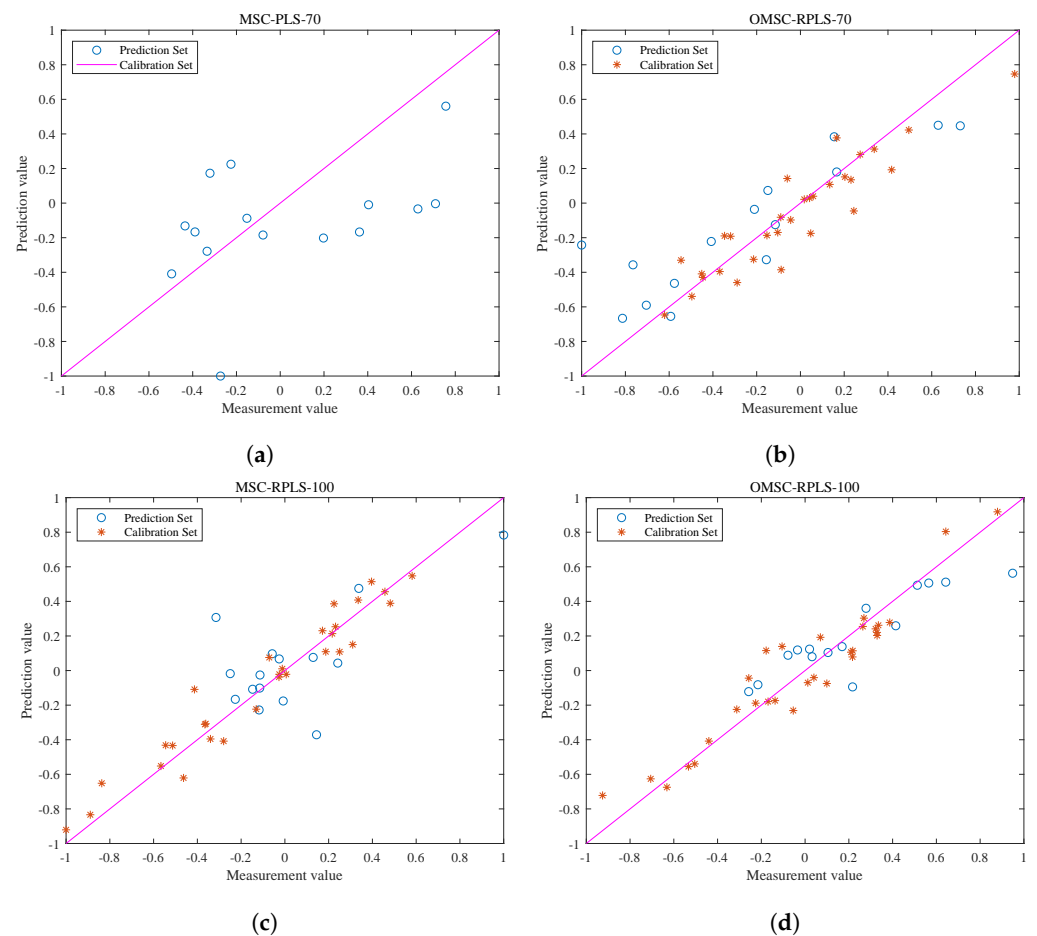 MSC-PLS-70
1
0.8
0.6
0.4
0.2
0
-0.2
-0.4
-0.6
-0.8
-1
Prediction value
Prediction Set
Calibration Set
-1 -0.8 -0.6 -0.4 -0.2 0 0.2 0.4 0.6 0.8 1
Measurement value
(a)
OMSC-RPLS-70
1
0.8
0.6
0.4
0.2
0
-0.2
-0.4
-0.6
-0.8
-1
Prediction value
Prediction Set
Calibration Set
-1 -0.8 -0.6 -0.4 -0.2 0 0.2 0.4 0.6 0.8 1
Measurement value
(b)
MSC-RPLS-100
1
0.8
0.6
0.4
0.2
0
-0.2
-0.4
-0.6
-0.8
-1
Prediction value
Prediction Set
Calibration Set
-1 -0.8 -0.6 -0.4 -0.2 0 0.2 0.4 0.6 0.8 1
Measurement value
(c)
OMSC-RPLS-100
1
0.8
0.6
0.4
0.2
0
-0.2
-0.4
-0.6
-0.8
-1
Prediction value
Prediction Set
Calibration Set
-1 -0.8 -0.6 -0.4 -0.2 0 0.2 0.4 0.6 0.8 1
Measurement value
(d)